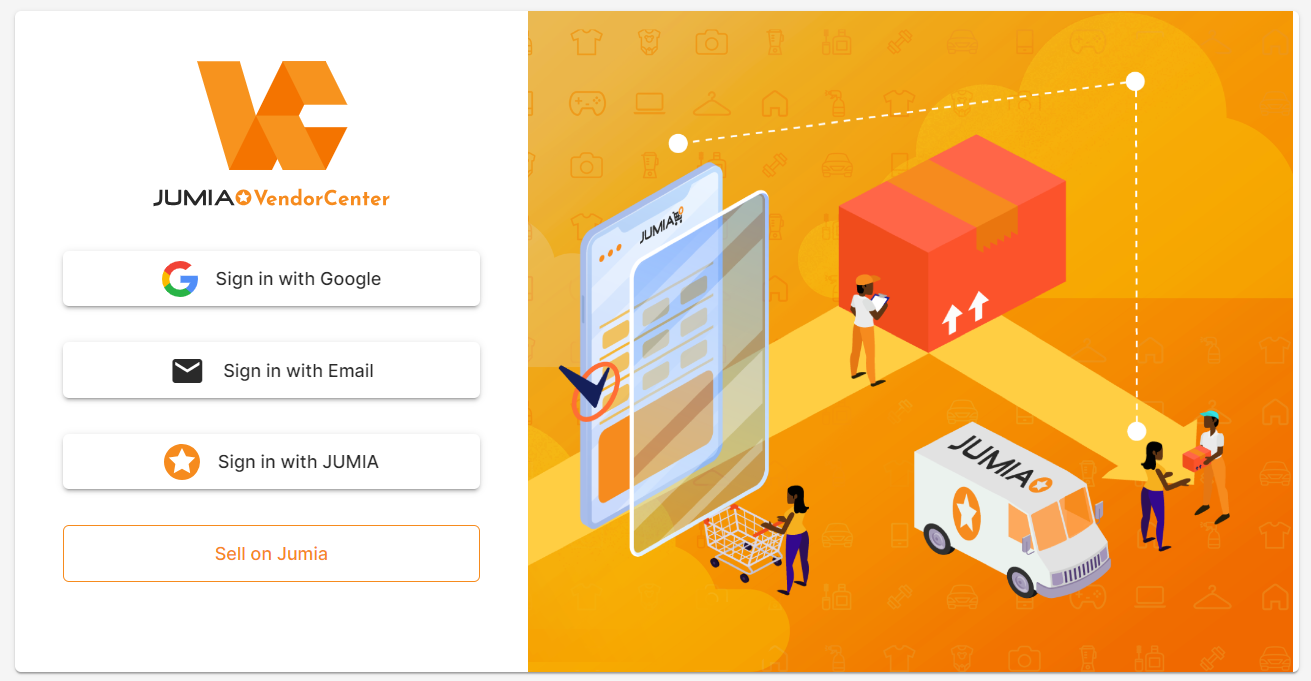 JUMIA VendorCenter
Sign in with Google
Sign in with Email
Sign in with JUMIA
Sell on Jumia
JUMIA
JUMIA